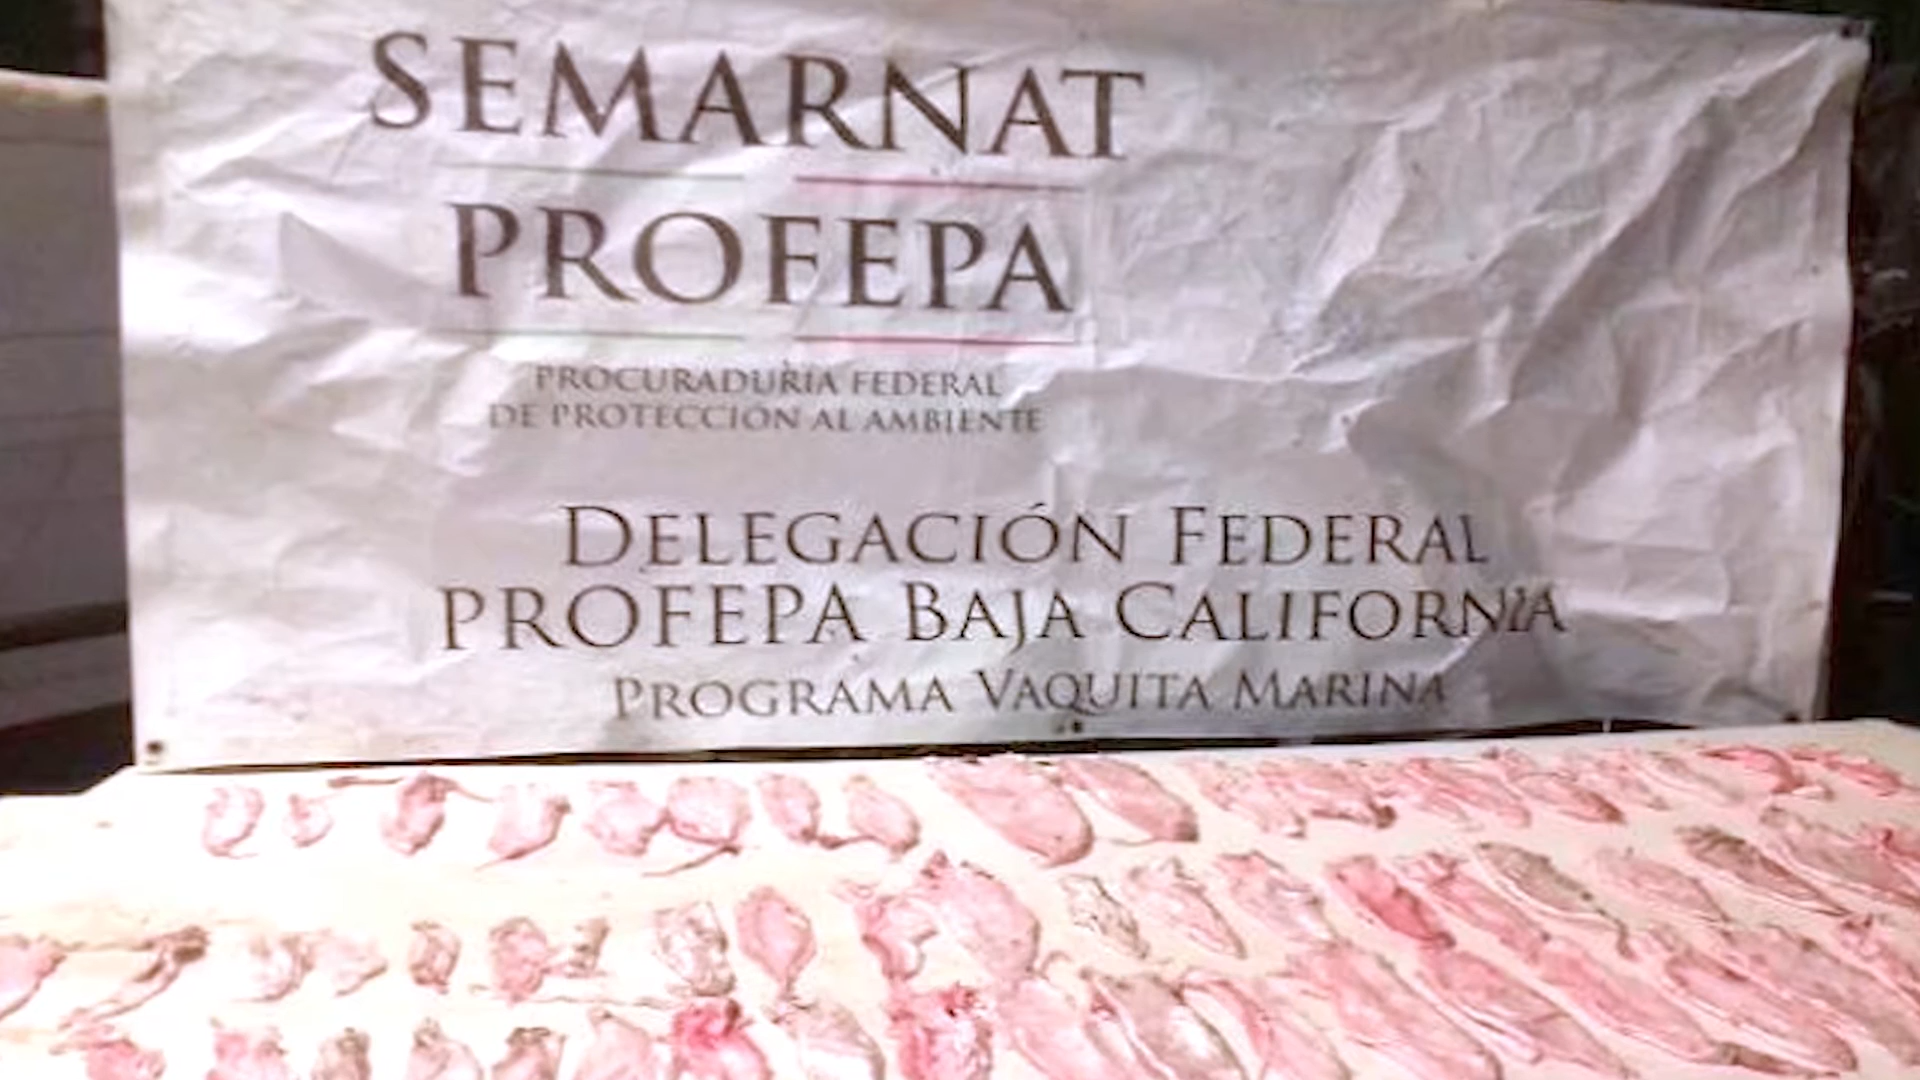 SEMARNAT
PROFEPA
PROCURADURÍA FEDERAL
DE PROTECCIÓN AL AMBIENTE
DELEGACIÓN FEDERAL
PROFEPA BAJA CALIFORNIA
PROGRAMA VAQUITA MARINA